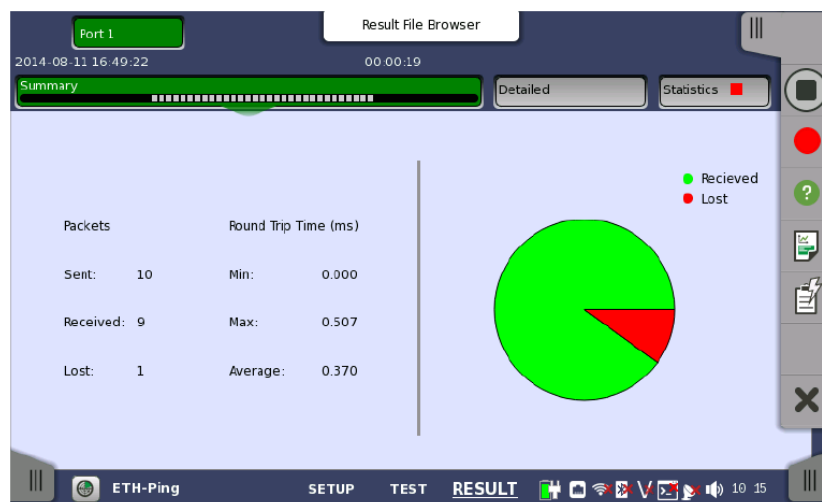 Port 1
Result File Browser
2014-08-11 16:49:22 00:00:19
Summary
Detailed
Statistics
Recieved
Lost
Packets Round Trip Time (ms)
Sent: 10 Min: 0.000
Received: 9 Max: 0.507
Lost: 1 Average: 0.370
ETH-Ping SETUP TEST RESULT 10 15